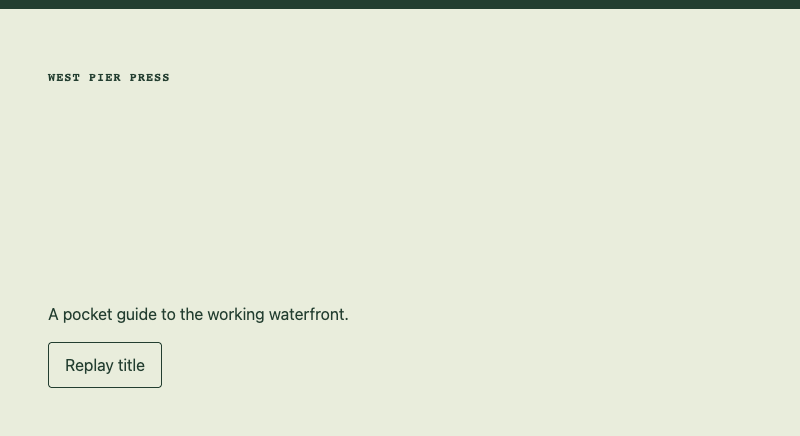 WEST PIER PRESS
A pocket guide to the working waterfront.
Replay title